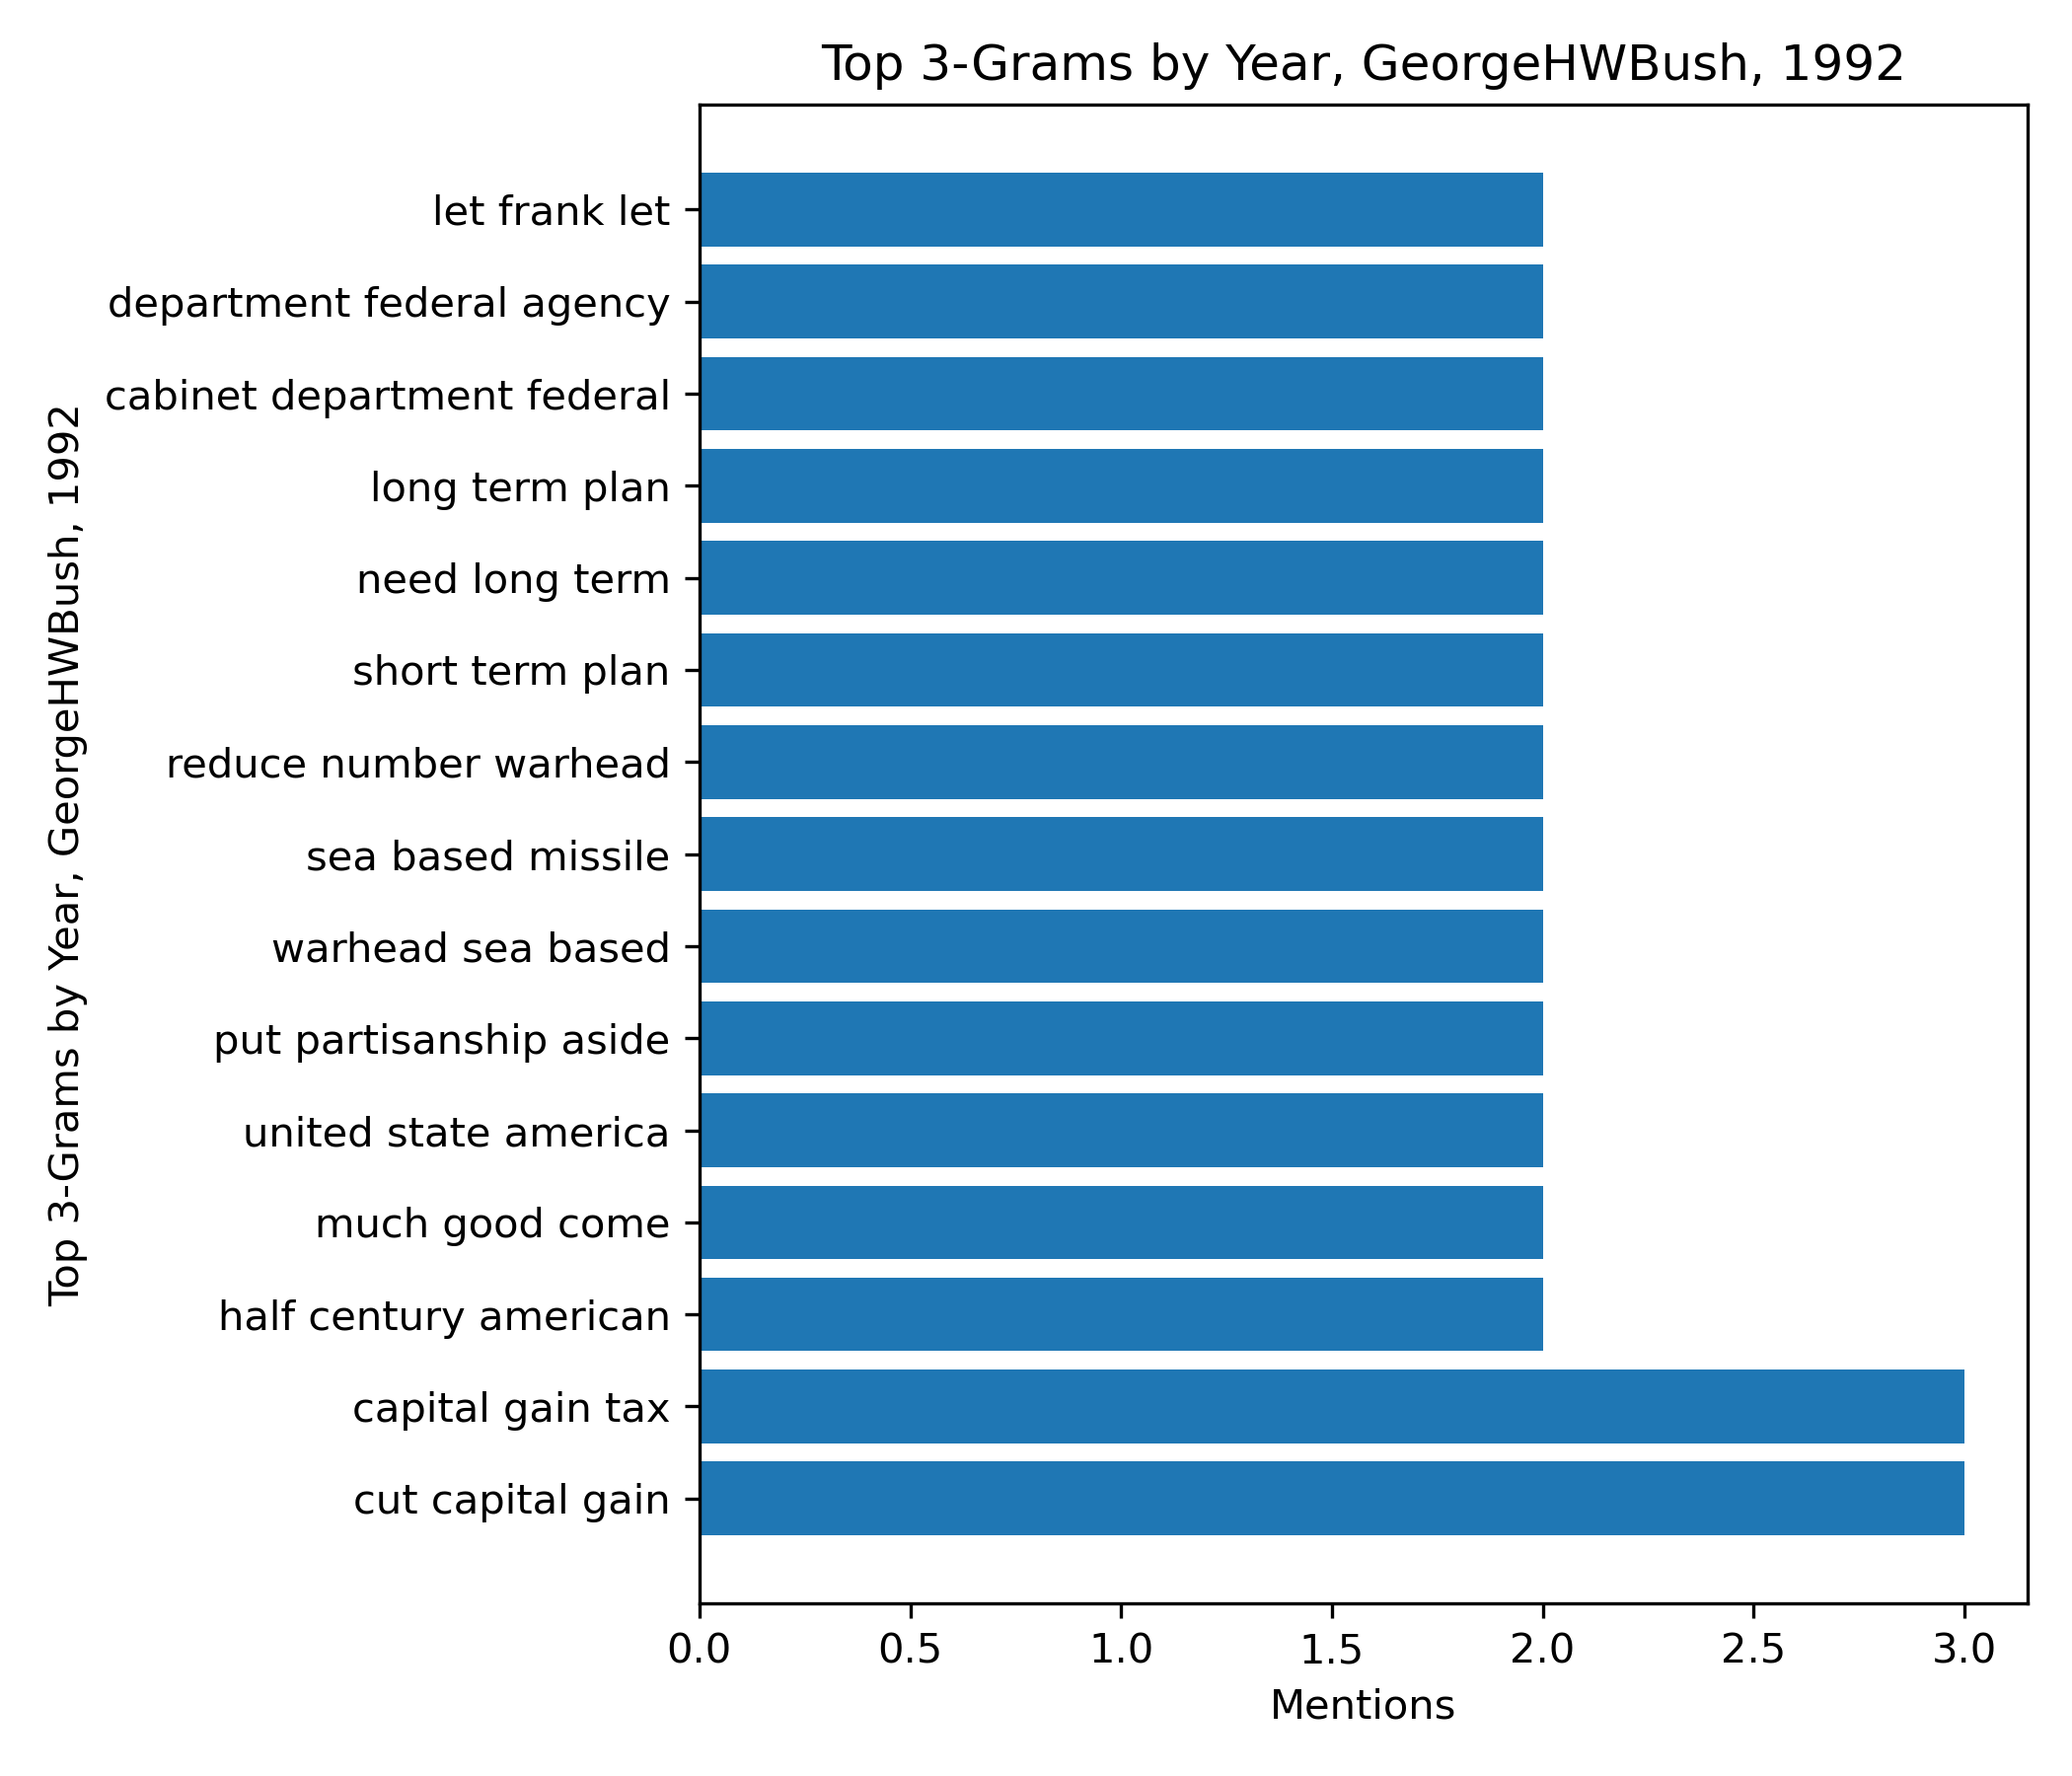 Top 3-Grams by Year, GeorgeHWBush, 1992
Top 3-Grams by Year, GeorgeHWBush, 1992
let frank let
department federal agency
cabinet department federal
long term plan
need long term
short term plan
reduce number warhead
sea based missile
warhead sea based
put partisanship aside
united state america
much good come
half century american
capital gain tax
cut capital gain
0.0 0.5 1.0 1.5 2.0 2.5 3.0
Mentions